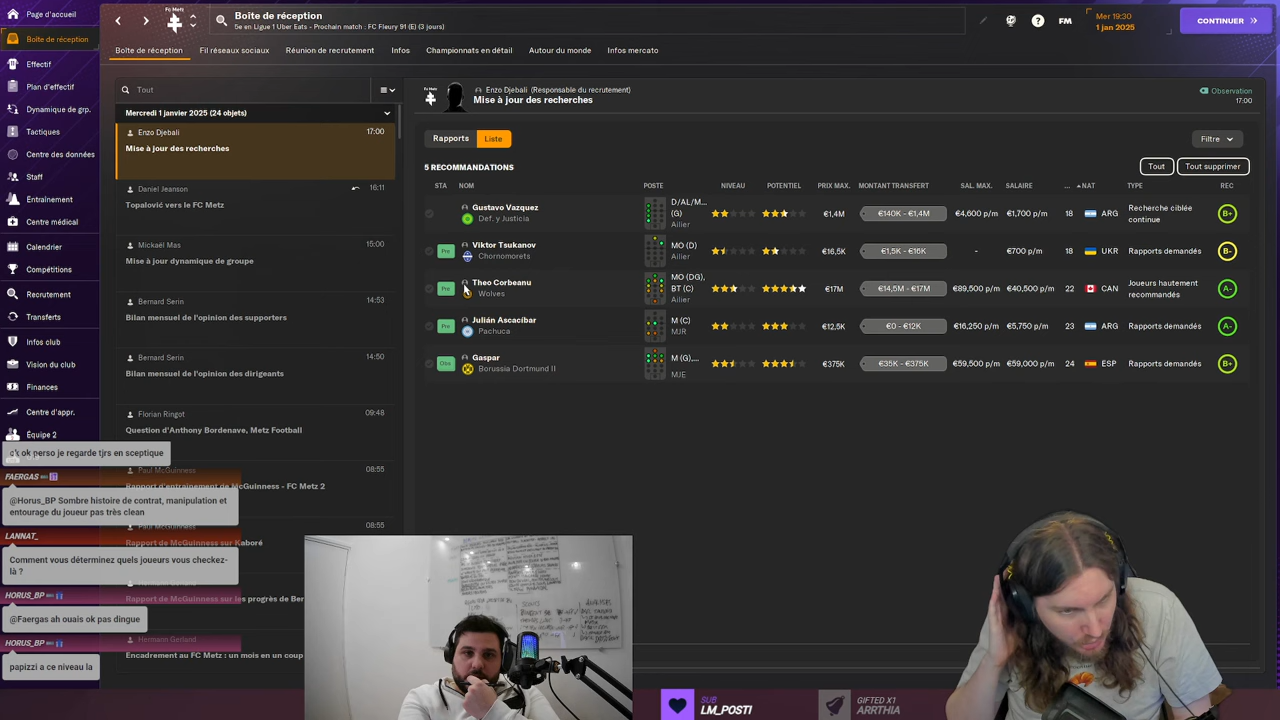 Page d'accueil
Boîte de réception
Effectif
Plan d'effectif
Dynamique de grp.
Tactiques
Centre des données
Staff
Entraînement
Centre médical
Calendrier
Compétitions
Recrutement
Transferts
Infos club
Vision du club
Finances
Centre d'appr.
Équipe 2
Fc Metz
Boîte de réception
5e en Ligue 1 Uber Eats - Prochain match : FC Fleury 91 (E) (3 jours)
FM
Mer 19:30
1 jan 2025
CONTINUER
Boîte de réception Fil réseaux sociaux Réunion de recrutement Infos Championnats en détail Autour du monde Infos mercato
Tout
Mercredi 1 janvier 2025 (24 objets)
Enzo Djebali 17:00
Mise à jour des recherches
Daniel Jeanson 16:11
Topalović vers le FC Metz
Mickaël Mas 15:00
Mise à jour dynamique de groupe
Bernard Serin 14:53
Bilan mensuel de l'opinion des supporters
Bernard Serin 14:50
Bilan mensuel de l'opinion des dirigeants
Florian Ringot 09:48
Question d'Anthony Bordenave, Metz Football
Paul McGuinness 08:55
Rapport d'entraînement de McGuinness - FC Metz 2
Paul McGuinness 08:55
Rapport de McGuinness sur Kaboré
Rapport de McGuinness sur les progrès de Ber
Hermann Gerland
Encadrement au FC Metz : un mois en un coup
Fc Metz
Enzo Djebali (Responsable du recrutement)
Mise à jour des recherches
Observation
17:00
Rapports Liste
Filtre
5 RECOMMANDATIONS
Tout Tout supprimer
STA NOM POSTE NIVEAU POTENTIEL PRIX MAX. MONTANT TRANSFERT SAL. MAX. SALAIRE ... NAT TYPE REC
Gustavo Vazquez
Def. y Justicia
D/AL/M...
(G)
Ailier
€1,4M €140K - €1,4M €4,600 p/m €1,700 p/m 18 ARG Recherche ciblée
continue
B+
Pre Viktor Tsukanov
Chornomorets
MO (D)
Ailier
€16,5K €1,5K - €16K - €700 p/m 18 UKR Rapports demandés B-
Pre Theo Corbeanu
Wolves
MO (DG),
BT (C)
Ailier
€17M €14,5M - €17M €89,500 p/m €40,500 p/m 22 CAN Joueurs hautement
recommandés
A-
Pre Julián Ascacíbar
Pachuca
M (C)
MJR
€12,5K €0 - €12K €16,250 p/m €5,750 p/m 23 ARG Rapports demandés A-
Gaspar
Borussia Dortmund II
M (G),...
MJE
€375K €35K - €375K €59,500 p/m €59,000 p/m 24 ESP Rapports demandés B+
ok perso je regarde tjrs en sceptique
FAERGAS
@Horus_BP Sombre histoire de contrat, manipulation et
entourage du joueur pas très clean
LANNAT_
Comment vous déterminez quels joueurs vous checkez-
là ?
HORUS_BP
@Faergas ah ouais ok pas dingue
HORUS_BP
papizzi a ce niveau la
SUB
LM_POSTI
GIFTED X1
ARRTHIA